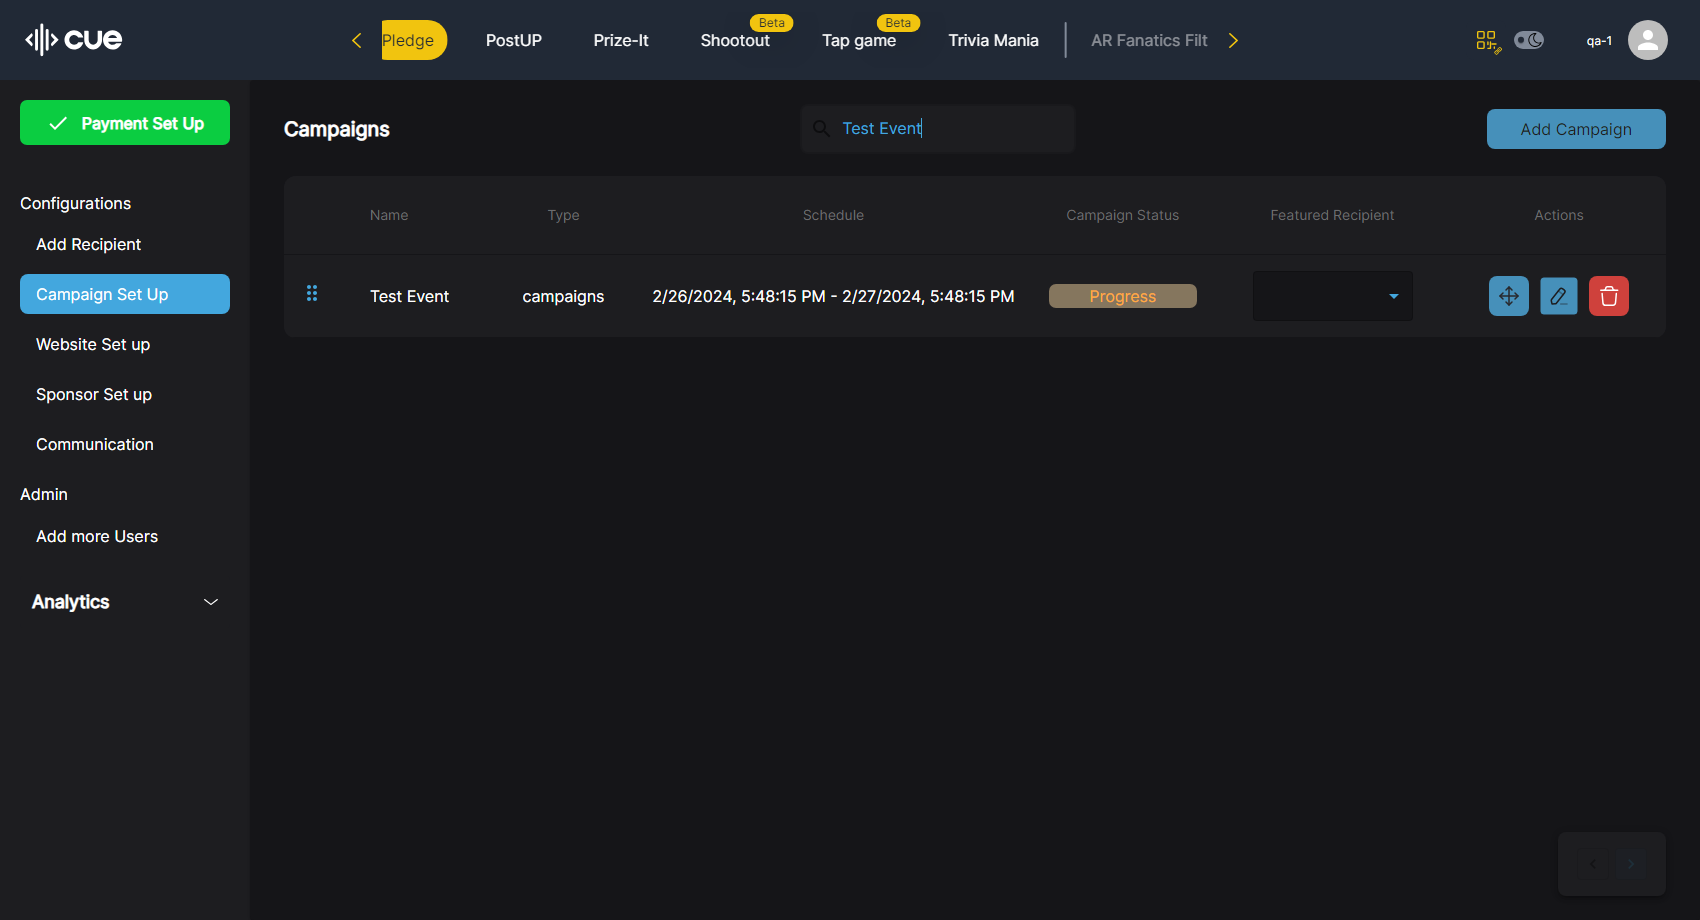 cue
Pledge
PostUP
Prize-It
Shootout
Beta
Tap game
Beta
Trivia Mania
AR Fanatics Filt
qa-1
Payment Set Up
Configurations
Add Recipient
Campaign Set Up
Website Set up
Sponsor Set up
Communication
Admin
Add more Users
Analytics
Campaigns
Test Event
Add Campaign
Name Type Schedule Campaign Status Featured Recipient Actions
Test Event campaigns 2/26/2024, 5:48:15 PM - 2/27/2024, 5:48:15 PM Progress